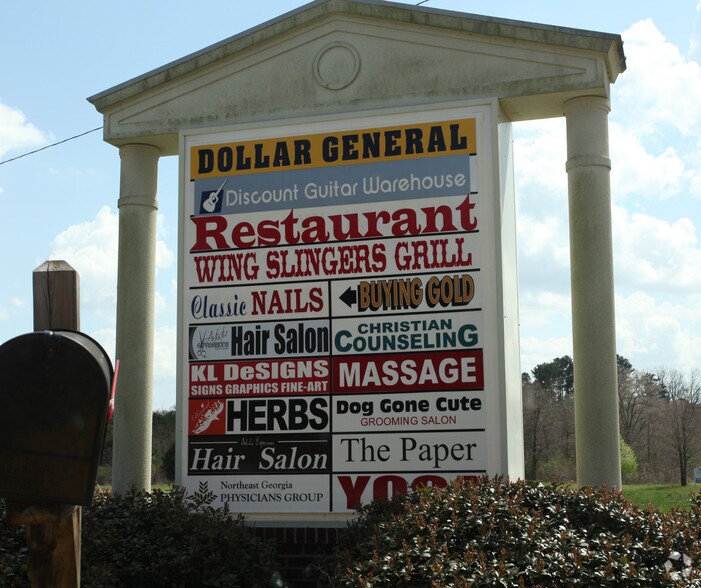 DOLLAR GENERAL
Discount Guitar Warehouse
Restaurant
WING SLINGERS GRILL
Classic NAILS
BUYING GOLD
Hair Salon
CHRISTIAN
COUNSELING
KL DeSIGNS
SIGNS GRAPHICS FINE-ART
MASSAGE
HERBS
Dog Gone Cute
GROOMING SALON
Hair Salon
The Paper
Northeast Georgia
PHYSICIANS GROUP